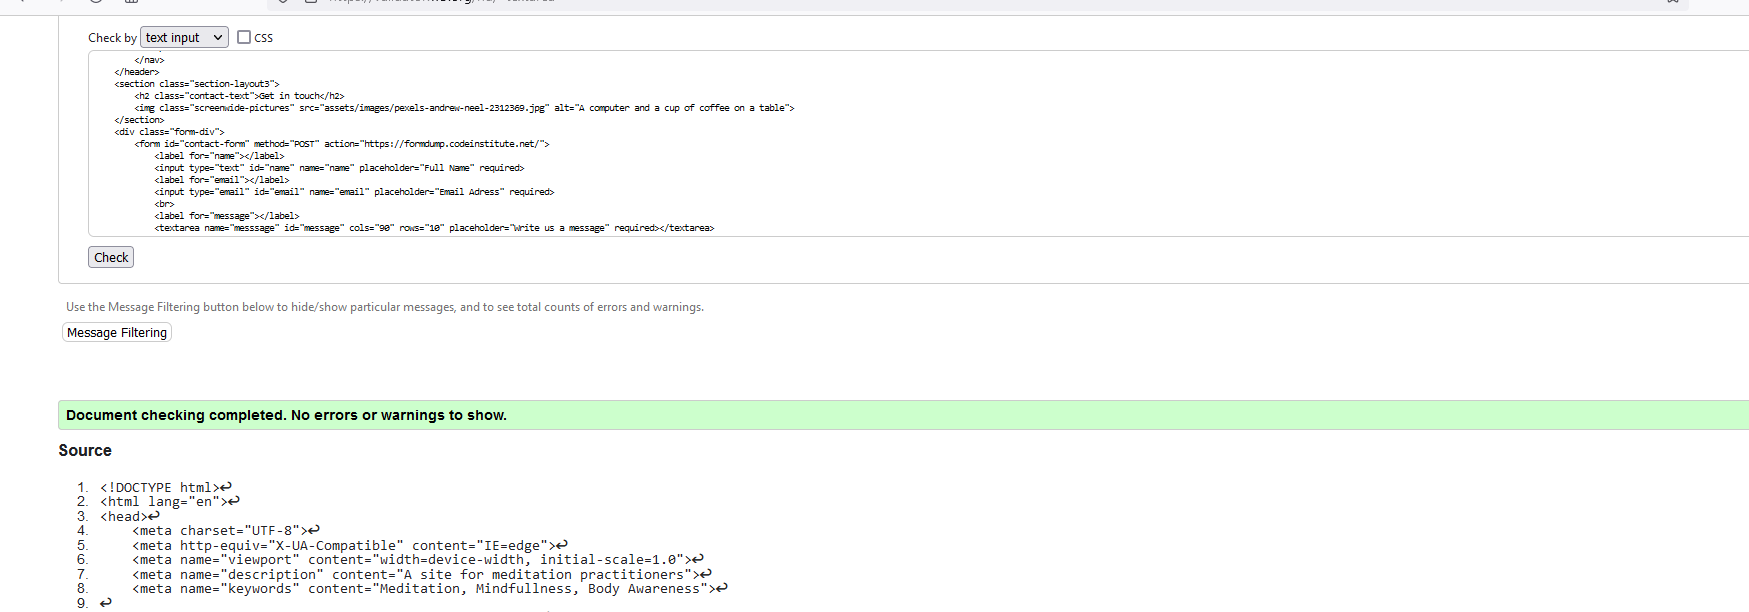 Check by text input CSS
</nav>
</header>
<section class="section-layout3">
<h2 class="contact-text">Get in touch</h2>
<img class="screenwide-pictures" src="assets/images/pexels-andrew-neel-2312369.jpg" alt="A computer and a cup of coffee on a table">
</section>
<div class="form-div">
<form id="contact-form" method="POST" action="https://formdump.codeinstitute.net/">
<label for="name"></label>
<input type="text" id="name" name="name" placeholder="Full Name" required>
<label for="email"></label>
<input type="email" id="email" name="email" placeholder="Email Adress" required>
<br>
<label for="message"></label>
<textarea name="messsage" id="message" cols="90" rows="10" placeholder="Write us a message" required></textarea>
Check
Use the Message Filtering button below to hide/show particular messages, and to see total counts of errors and warnings.
Message Filtering
Document checking completed. No errors or warnings to show.
Source
1. <!DOCTYPE html>↩
2. <html lang="en">↩
3. <head>↩
4. <meta charset="UTF-8">↩
5. <meta http-equiv="X-UA-Compatible" content="IE=edge">↩
6. <meta name="viewport" content="width=device-width, initial-scale=1.0">↩
7. <meta name="description" content="A site for meditation practitioners">↩
8. <meta name="keywords" content="Meditation, Mindfullness, Body Awareness">↩
9. ↩